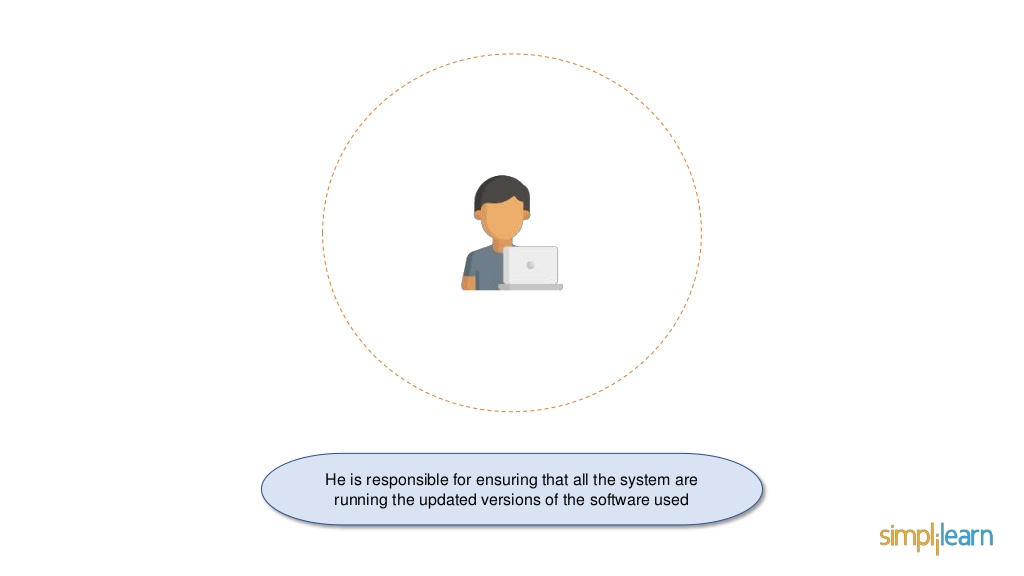 He is responsible for ensuring that all the system are
running the updated versions of the software used
simplilearn